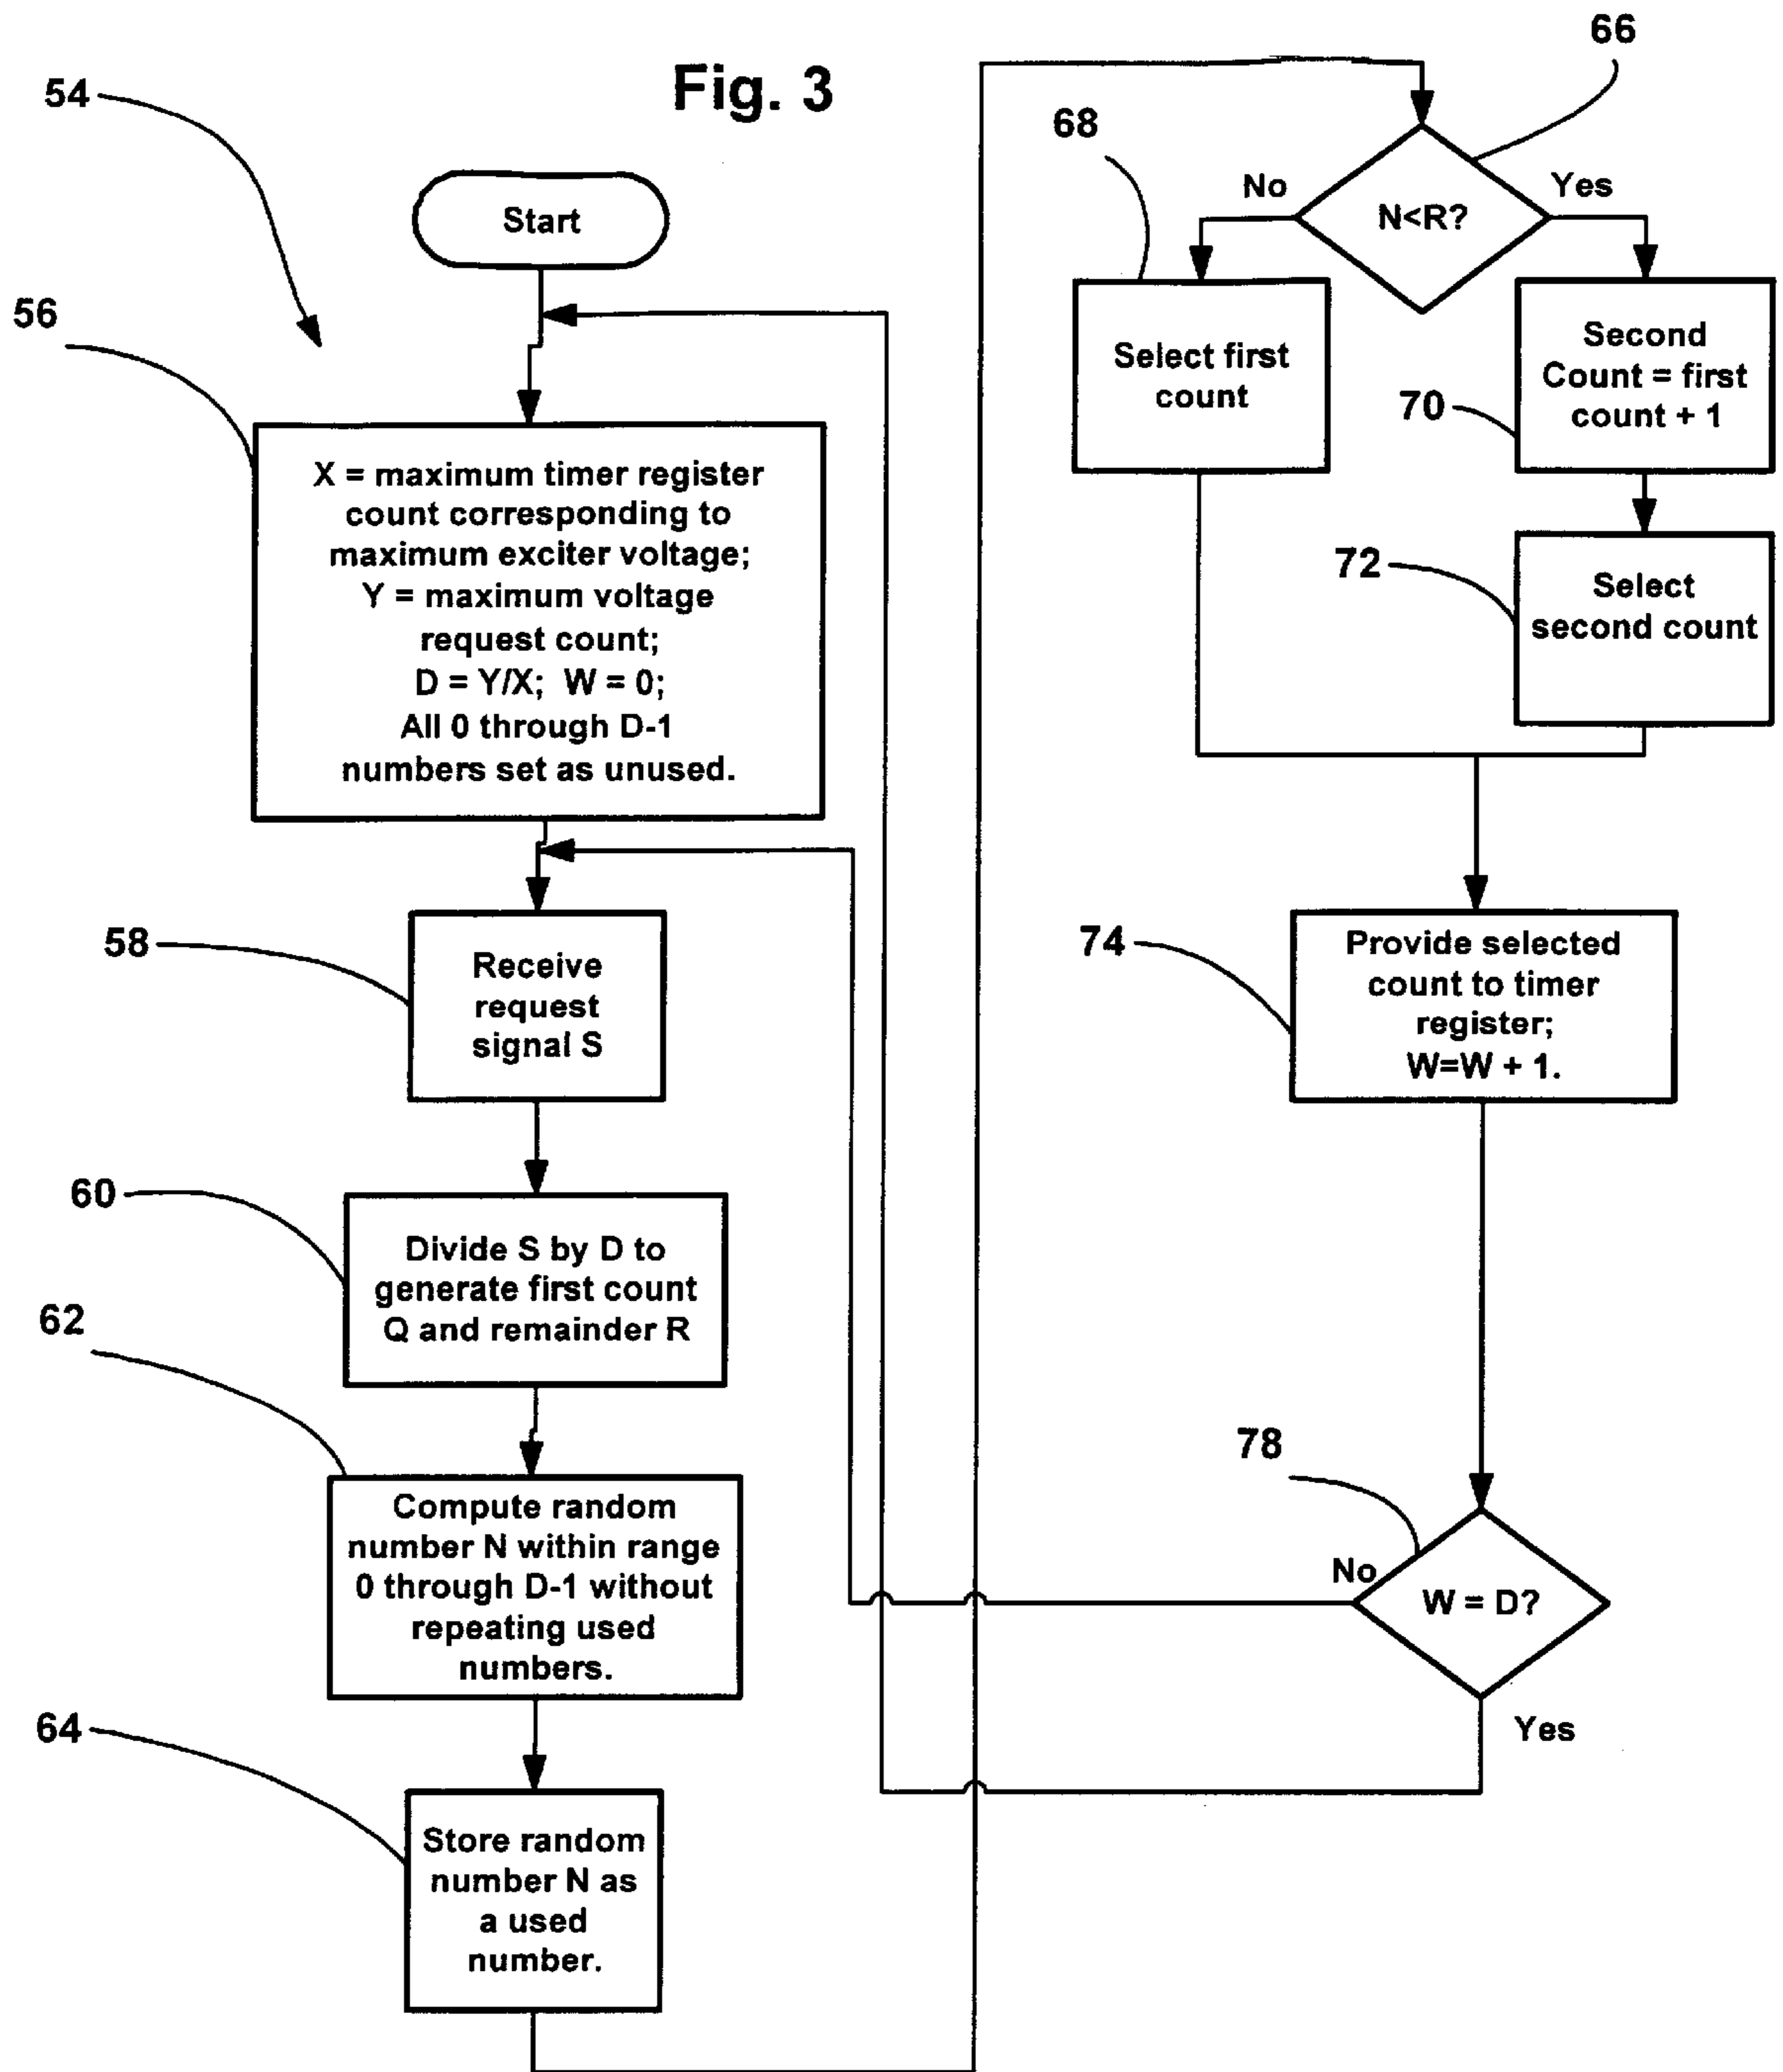 Fig. 3
54
Start
56
X = maximum timer register
count corresponding to
maximum exciter voltage;
Y = maximum voltage
request count;
D = Y/X; W = 0;
All 0 through D-1
numbers set as unused.
58
Receive
request
signal S
60
Divide S by D to
generate first count
Q and remainder R
62
Compute random
number N within range
0 through D-1 without
repeating used
numbers.
64
Store random
number N as
a used
number.
66
N<R?
No
Yes
68
Select first
count
70
Second
Count = first
count + 1
72
Select
second count
74
Provide selected
count to timer
register;
W=W + 1.
78
W = D?
No
Yes